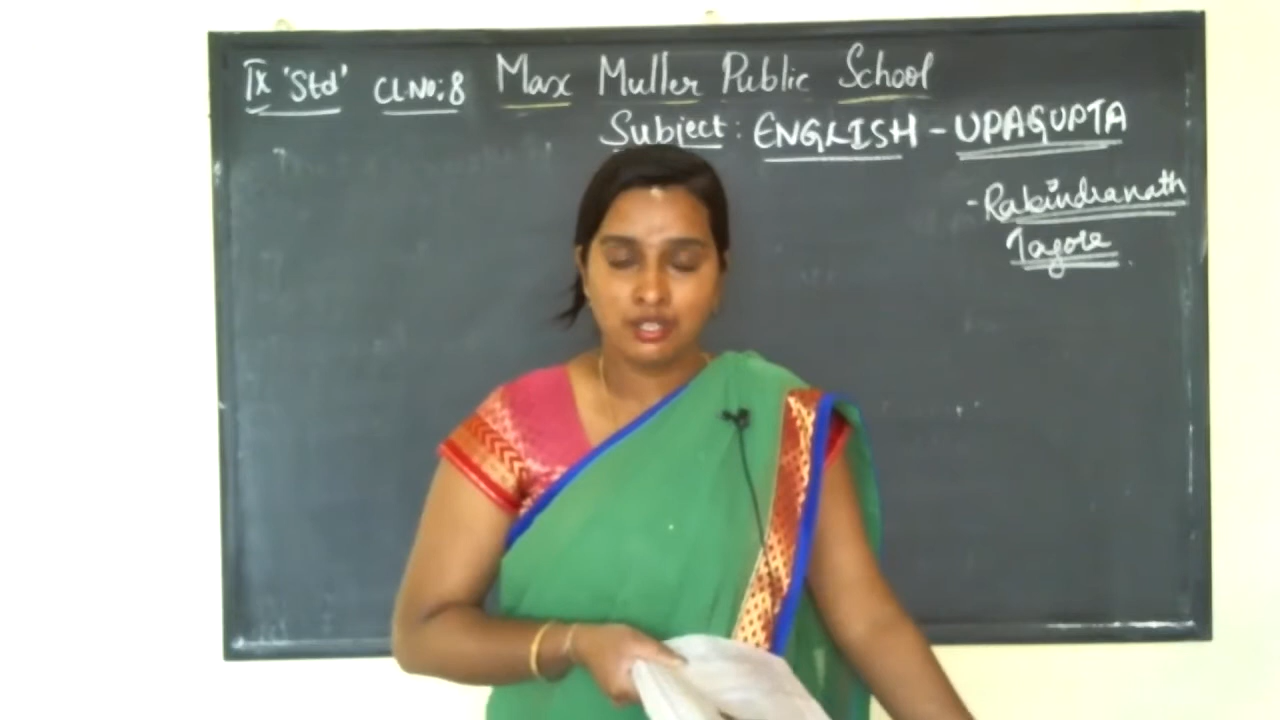 IX 'Std' Cl.No:8 Max Muller Public School
Subject: ENGLISH - UPAGUPTA
- Rabindranath
Tagore